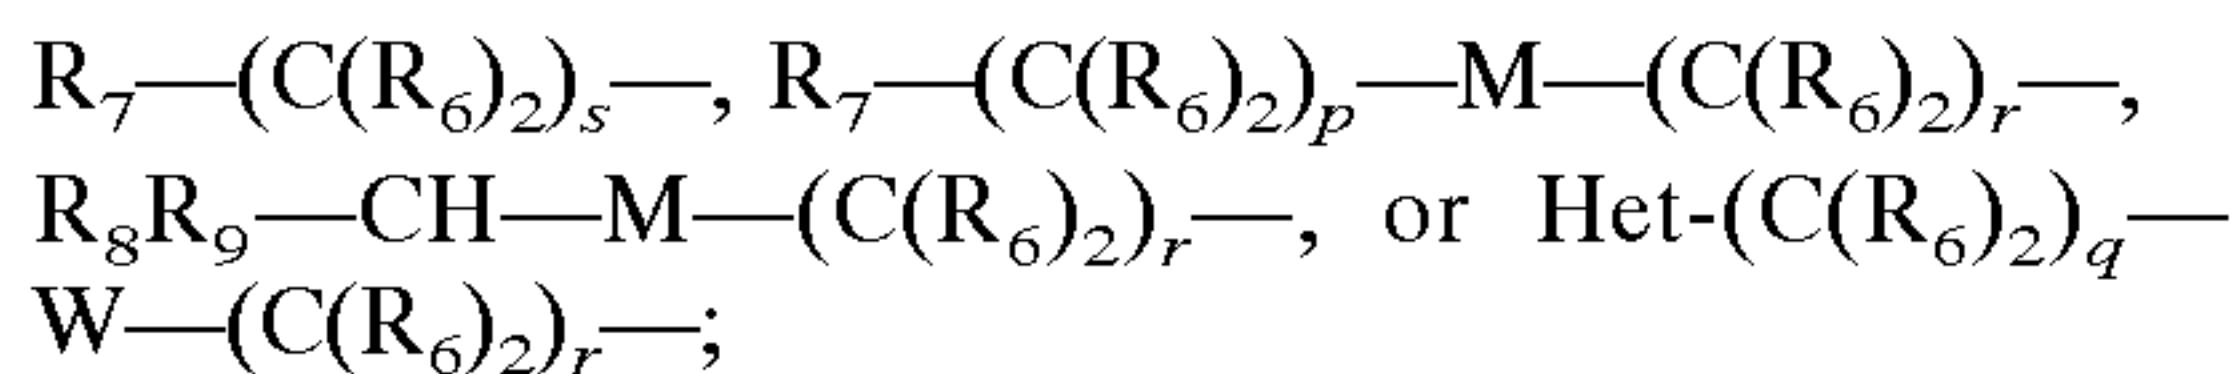 R₇—(C(R₆)₂)ₛ—, R₇—(C(R₆)₂)ₚ—M—(C(R₆)₂)ᵣ—,
R₈R₉—CH—M—(C(R₆)₂)ᵣ—, or Het-(C(R₆)₂)q—
W—(C(R₆)₂)ᵣ—;